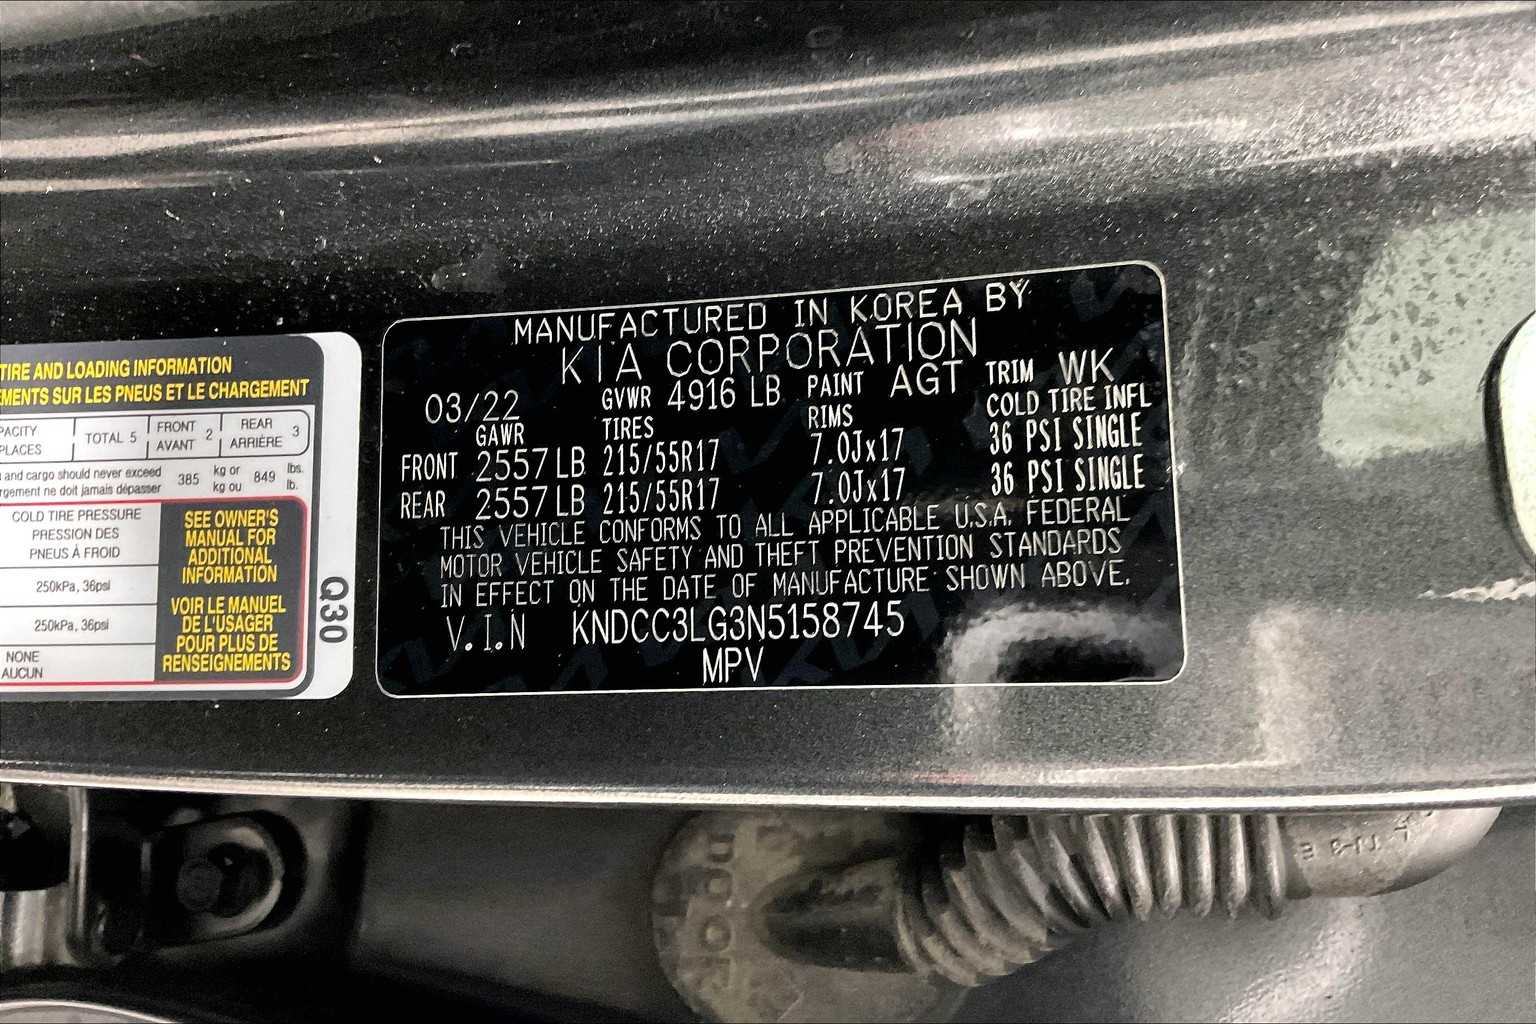 TIRE AND LOADING INFORMATION
EMENTS SUR LES PNEUS ET LE CHARGEMENT
PACITY
PLACES
TOTAL 5
FRONT
AVANT 2
REAR
ARRIÈRE 3
and cargo should never exceed 385 kg or 849 lbs.
rgement ne doit jamais dépasser kg ou lb.
COLD TIRE PRESSURE
PRESSION DES
PNEUS À FROID
250kPa, 36psi
250kPa, 36psi
NONE
AUCUN
SEE OWNER'S
MANUAL FOR
ADDITIONAL
INFORMATION
VOIR LE MANUEL
DE L'USAGER
POUR PLUS DE
RENSEIGNEMENTS
Q30
MANUFACTURED IN KOREA BY
KIA CORPORATION
03/22 GVWR 4916 LB PAINT AGT TRIM WK
GAWR TIRES RIMS COLD TIRE INFL
FRONT 2557 LB 215/55R17 7.0Jx17 36 PSI SINGLE
REAR 2557 LB 215/55R17 7.0Jx17 36 PSI SINGLE
THIS VEHICLE CONFORMS TO ALL APPLICABLE U.S.A. FEDERAL
MOTOR VEHICLE SAFETY AND THEFT PREVENTION STANDARDS
IN EFFECT ON THE DATE OF MANUFACTURE SHOWN ABOVE.
V.I.N KNDCC3LG3N5158745
MPV
DOOR